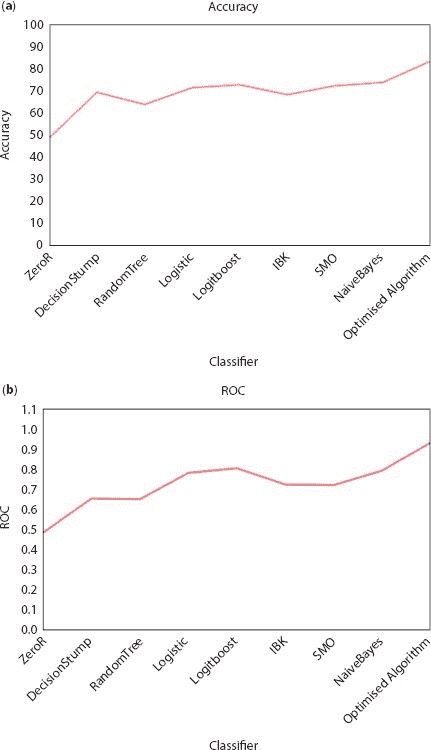 (a) Accuracy
100
90
80
70
60
50
40
30
20
10
0
Accuracy
ZeroR
DecisionStump
RandomTree
Logistic
Logitboost
IBK
SMO
NaiveBayes
Optimised Algorithm
Classifier
(b) ROC
1.1
1.0
0.9
0.8
0.7
0.6
0.5
0.4
0.3
0.2
0.1
0.0
ROC
ZeroR
DecisionStump
RandomTree
Logistic
Logitboost
IBK
SMO
NaiveBayes
Optimised Algorithm
Classifier